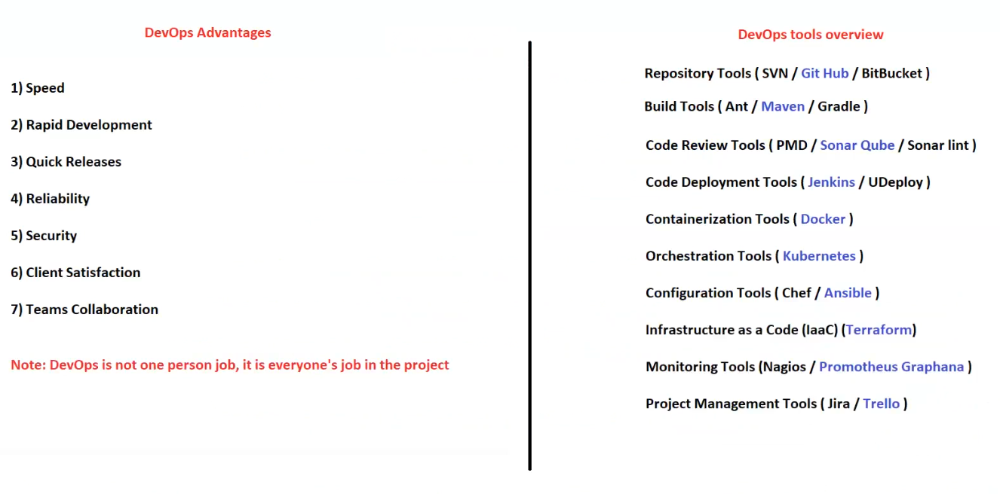 DevOps Advantages
1) Speed
2) Rapid Development
3) Quick Releases
4) Reliability
5) Security
6) Client Satisfaction
7) Teams Collaboration
Note: DevOps is not one person job, it is everyone's job in the project
DevOps tools overview
Repository Tools ( SVN / Git Hub / BitBucket )
Build Tools ( Ant / Maven / Gradle )
Code Review Tools ( PMD / Sonar Qube / Sonar lint )
Code Deployment Tools ( Jenkins / UDeploy )
Containerization Tools ( Docker )
Orchestration Tools ( Kubernetes )
Configuration Tools ( Chef / Ansible )
Infrastructure as a Code (IaaC) (Terraform)
Monitoring Tools (Nagios / Promotheus Graphana )
Project Management Tools ( Jira / Trello )